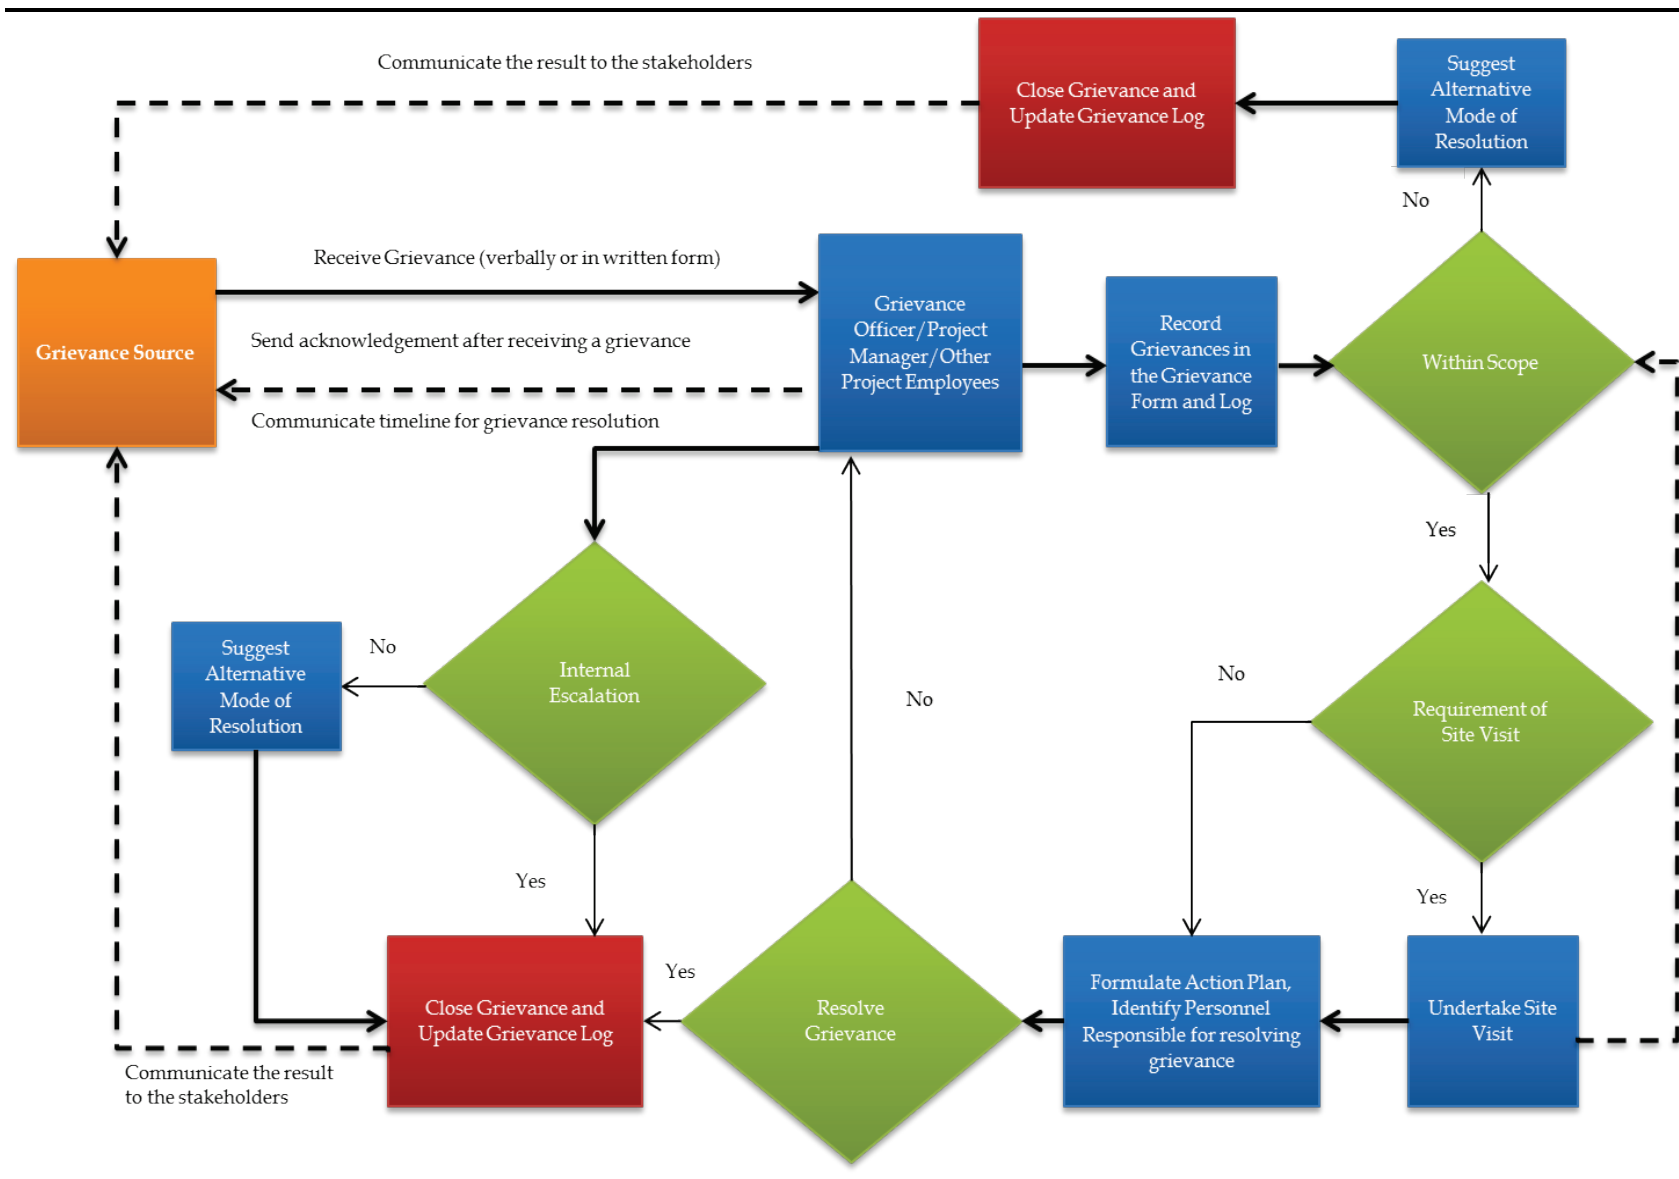 Communicate the result to the stakeholders
Close Grievance and
Update Grievance Log
Suggest
Alternative
Mode of
Resolution
No
Receive Grievance (verbally or in written form)
Grievance Source
Send acknowledgement after receiving a grievance
Communicate timeline for grievance resolution
Grievance
Officer/Project
Manager/Other
Project Employees
Record
Grievances in
the Grievance
Form and Log
Within Scope
Yes
Suggest
Alternative
Mode of
Resolution
No
Internal
Escalation
No
No
Requirement of
Site Visit
Yes
Yes
Close Grievance and
Update Grievance Log
Yes
Resolve
Grievance
Formulate Action Plan,
Identify Personnel
Responsible for resolving
grievance
Undertake Site
Visit
Communicate the result
to the stakeholders